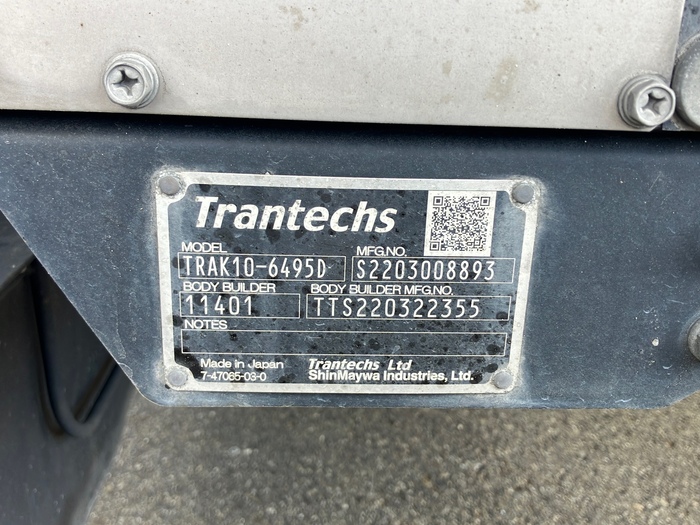 Trantechs
MODEL MFG.NO.
TRAK10-6495D S2203008893
BODY BUILDER BODY BUILDER MFG.NO.
11401 TTS220322355
NOTES
Made in Japan Trantechs Ltd
7-47065-03-0 ShinMaywa Industries, Ltd.